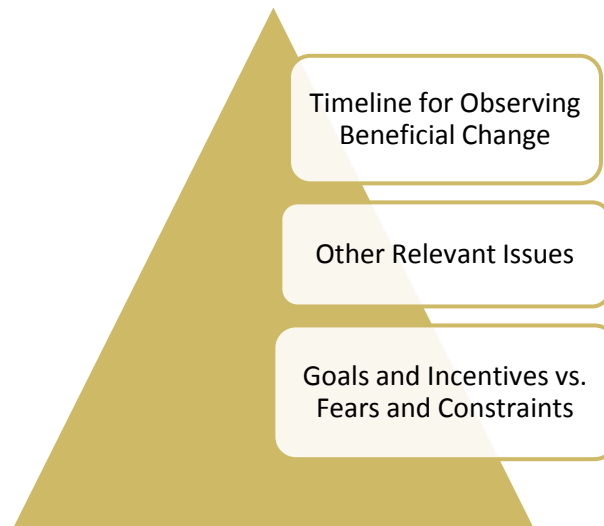 Timeline for Observing
Beneficial Change
Other Relevant Issues
Goals and Incentives vs.
Fears and Constraints